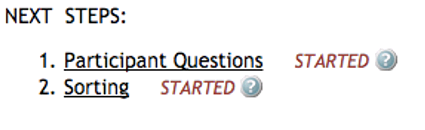 NEXT STEPS:
1. Participant Questions STARTED ?
2. Sorting STARTED ?